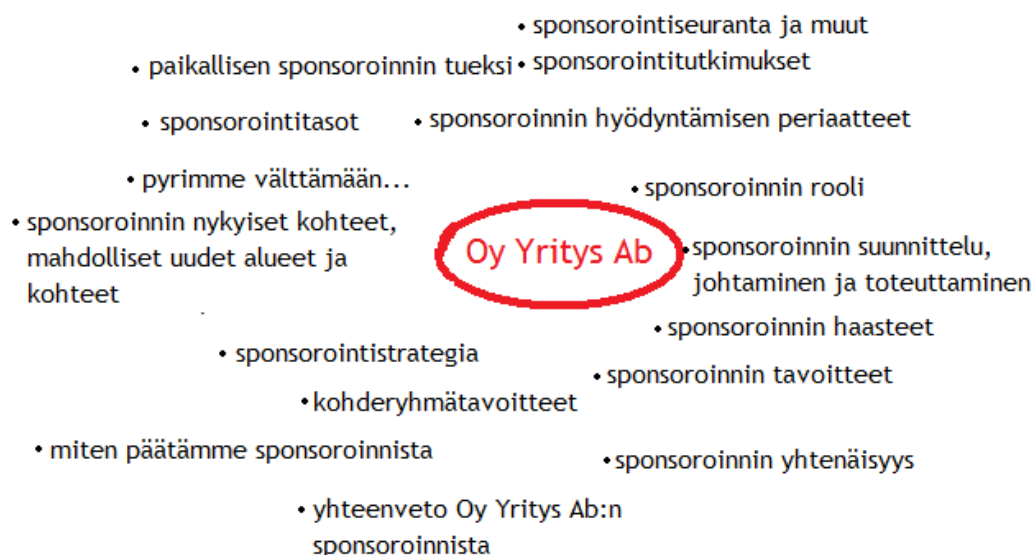 • sponsorointiseuranta ja muut
• paikallisen sponsoroinnin tueksi • sponsorointitutkimukset
• sponsorointitasot • sponsoroinnin hyödyntämisen periaatteet
• pyrimme välttämään...
• sponsoroinnin rooli
• sponsoroinnin nykyiset kohteet,
mahdolliset uudet alueet ja
kohteet
Oy Yritys Ab
• sponsoroinnin suunnittelu,
johtaminen ja toteuttaminen
• sponsoroinnin haasteet
• sponsorointistrategia
• sponsoroinnin tavoitteet
• kohderyhmätavoitteet
• miten päätämme sponsoroinnista
• sponsoroinnin yhtenäisyys
• yhteenveto Oy Yritys Ab:n
sponsoroinnista